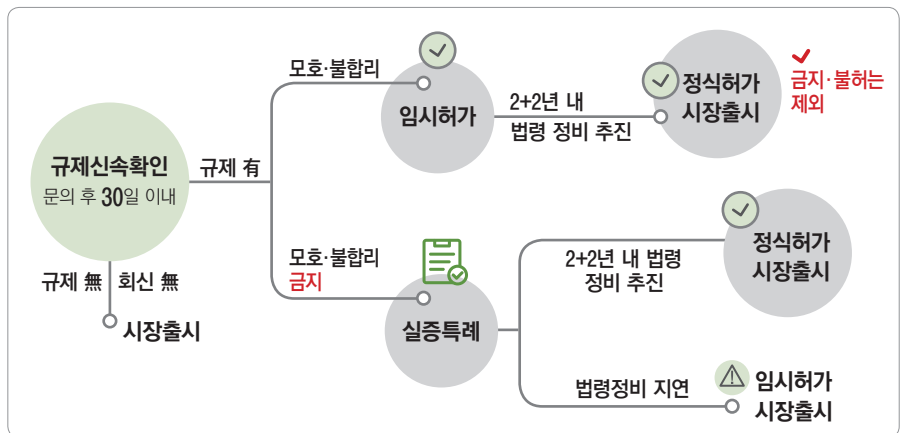 규제신속확인
문의 후 30일 이내
규제 無
회신 無
시장출시
규제 有
모호·불합리
임시허가
2+2년 내
법령 정비 추진
정식허가
시장출시
금지·불허는
제외
모호·불합리
금지
실증특례
2+2년 내 법령
정비 추진
정식허가
시장출시
법령정비 지연
임시허가
시장출시